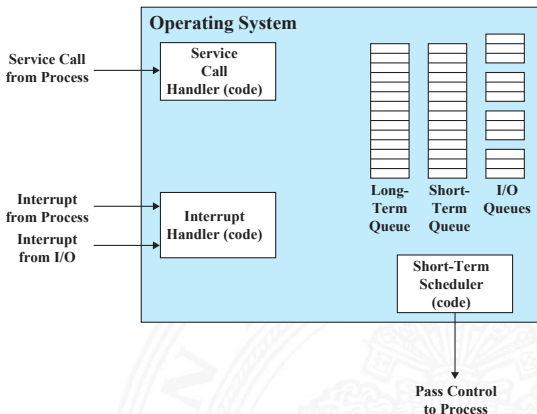 Operating System
Service Call
from Process
Service
Call
Handler (code)
Interrupt
from Process
Interrupt
from I/O
Interrupt
Handler (code)
Long-
Term
Queue
Short-
Term
Queue
I/O
Queues
Short-Term
Scheduler
(code)
Pass Control
to Process